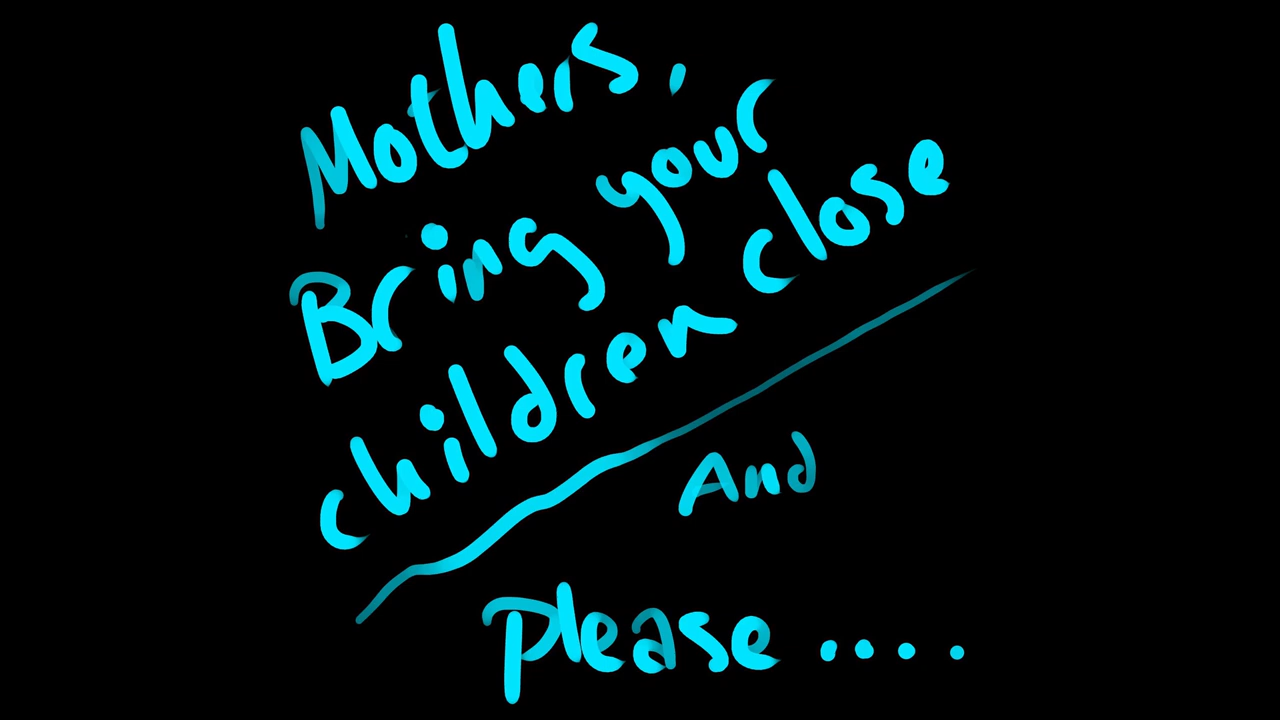 Mothers,
Bring your
children close
And
Please....